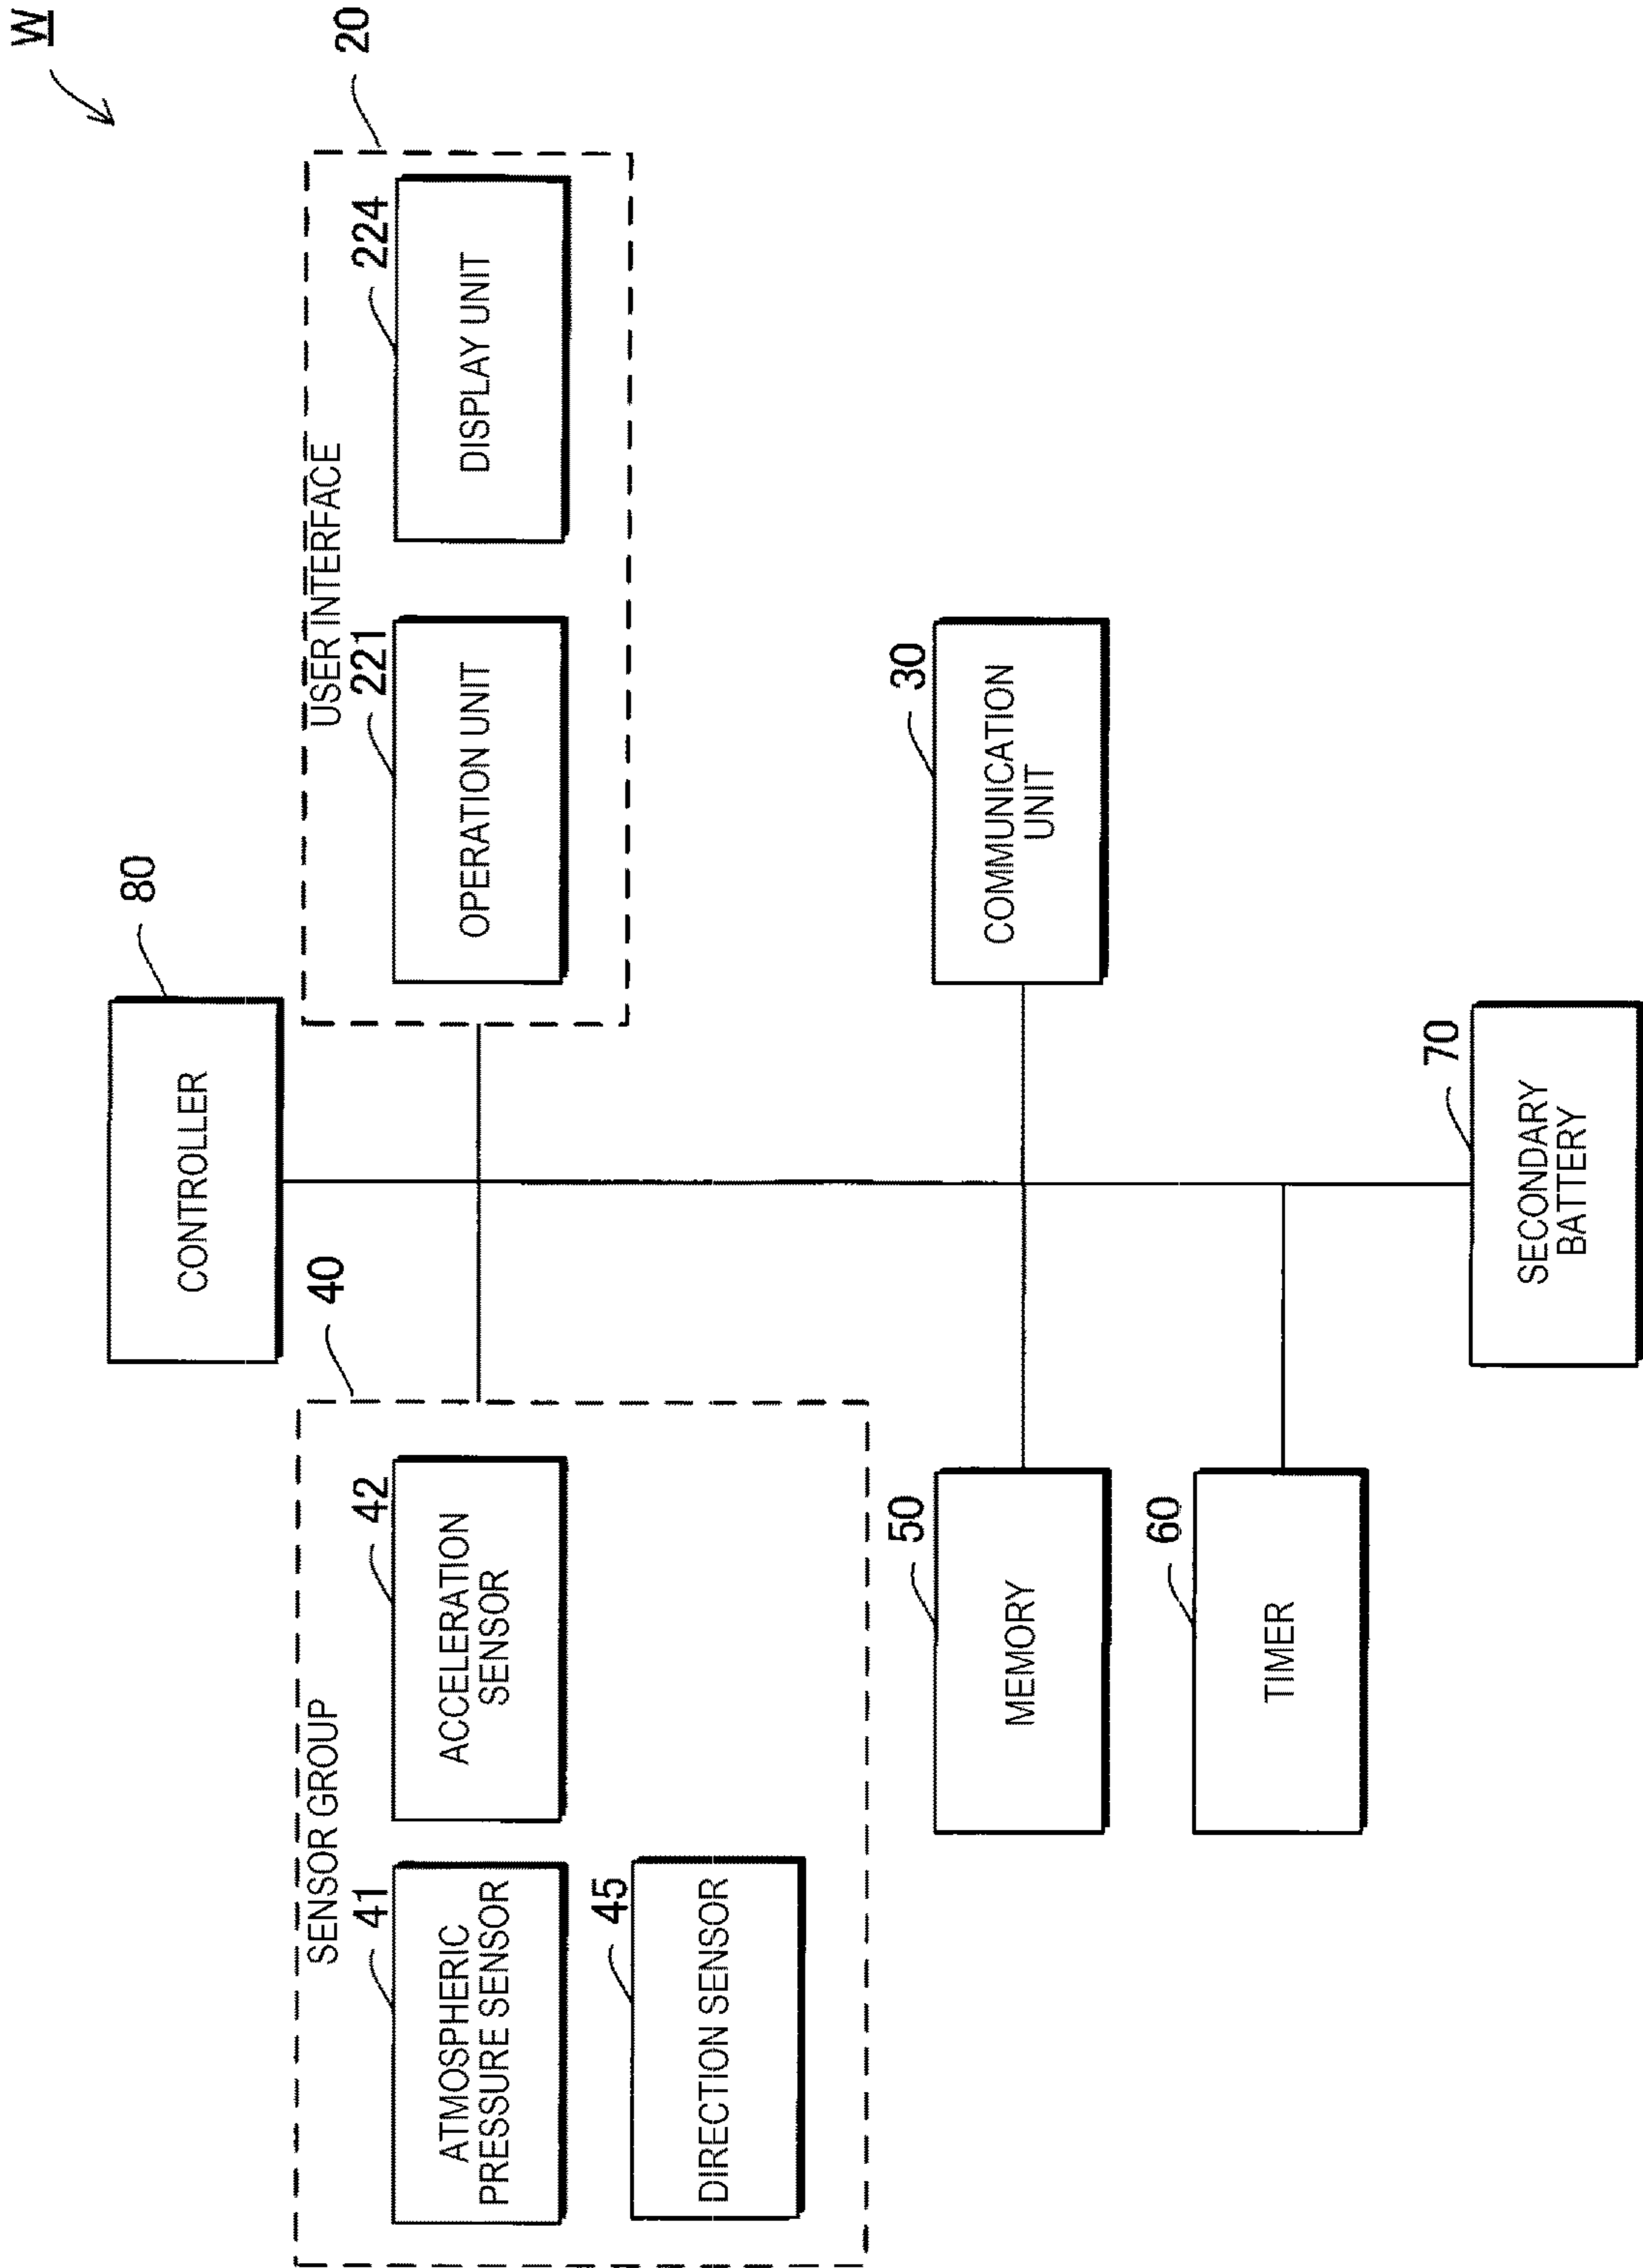 W
80
CONTROLLER
40
SENSOR GROUP
41
ATMOSPHERIC
PRESSURE SENSOR
42
ACCELERATION
SENSOR
45
DIRECTION SENSOR
20
USER INTERFACE
221
OPERATION UNIT
224
DISPLAY UNIT
50
MEMORY
30
COMMUNICATION
UNIT
60
TIMER
70
SECONDARY
BATTERY